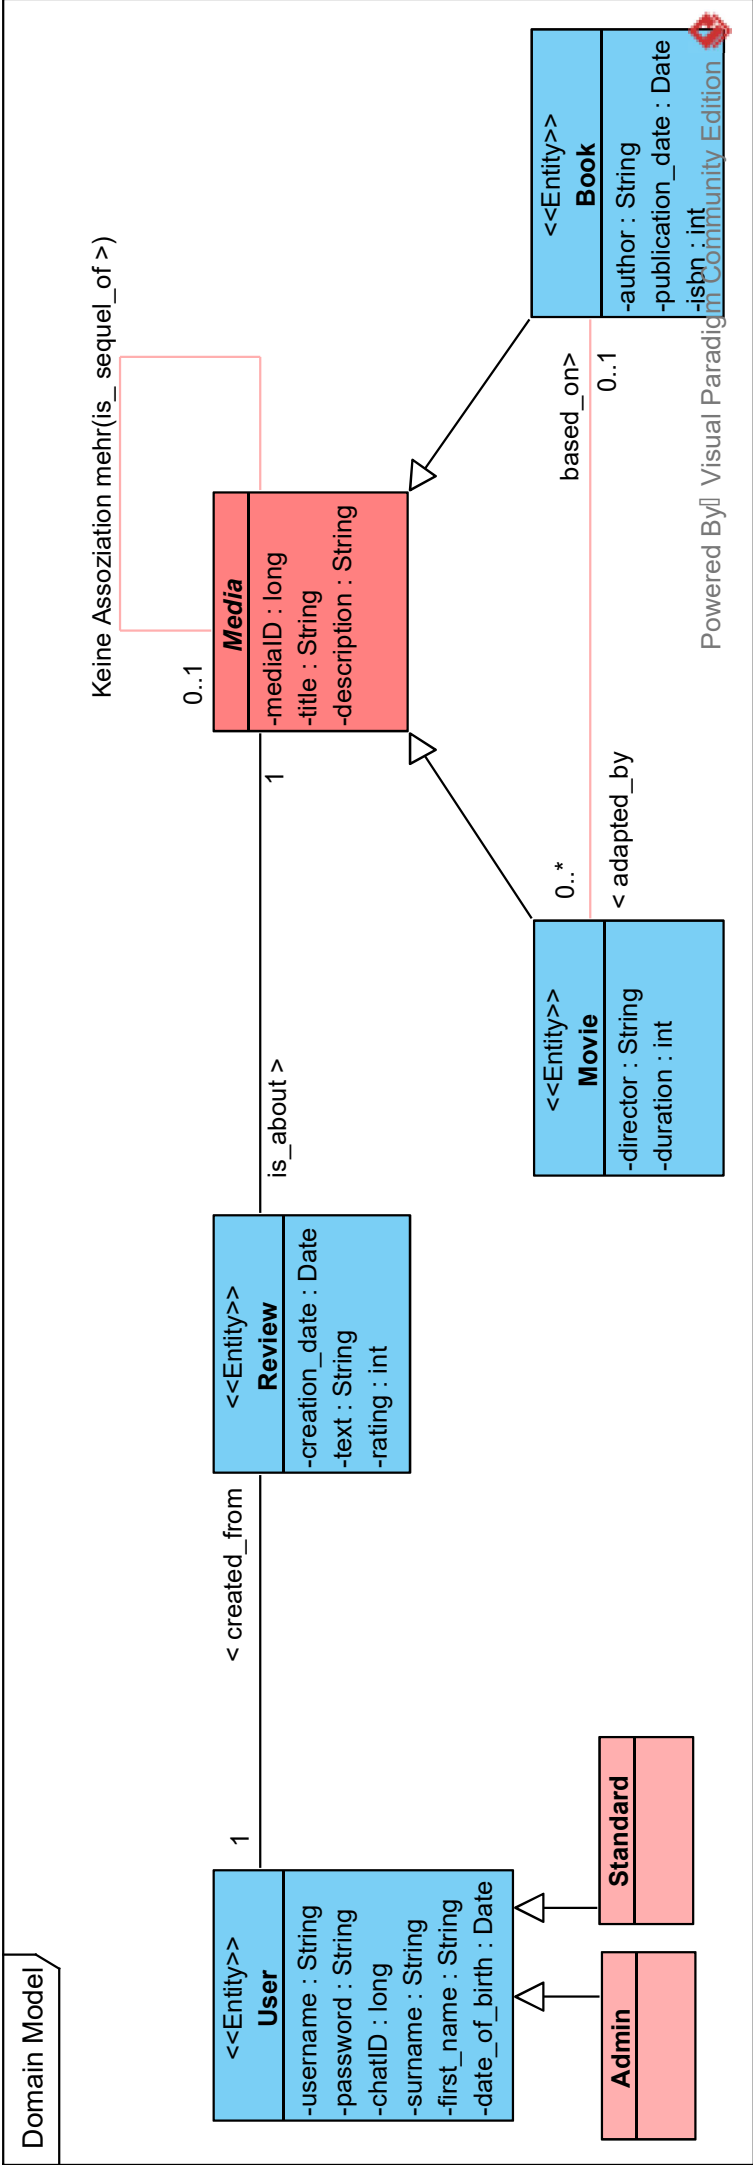 Domain Model
<<Entity>>
User
-username : String
-password : String
-chatID : long
-surname : String
-first_name : String
-date_of_birth : Date
Admin
Standard
1
< created_from
<<Entity>>
Review
-creation_date : Date
-text : String
-rating : int
is_about >
1
Keine Assoziation mehr(is_ sequel_of >)
0..1
Media
-mediaID : long
-title : String
-description : String
<<Entity>>
Movie
-director : String
-duration : int
0..*
< adapted_by
based_on>
0..1
<<Entity>>
Book
-author : String
-publication_date : Date
-isbn : int
Powered By Visual Paradigm Community Edition